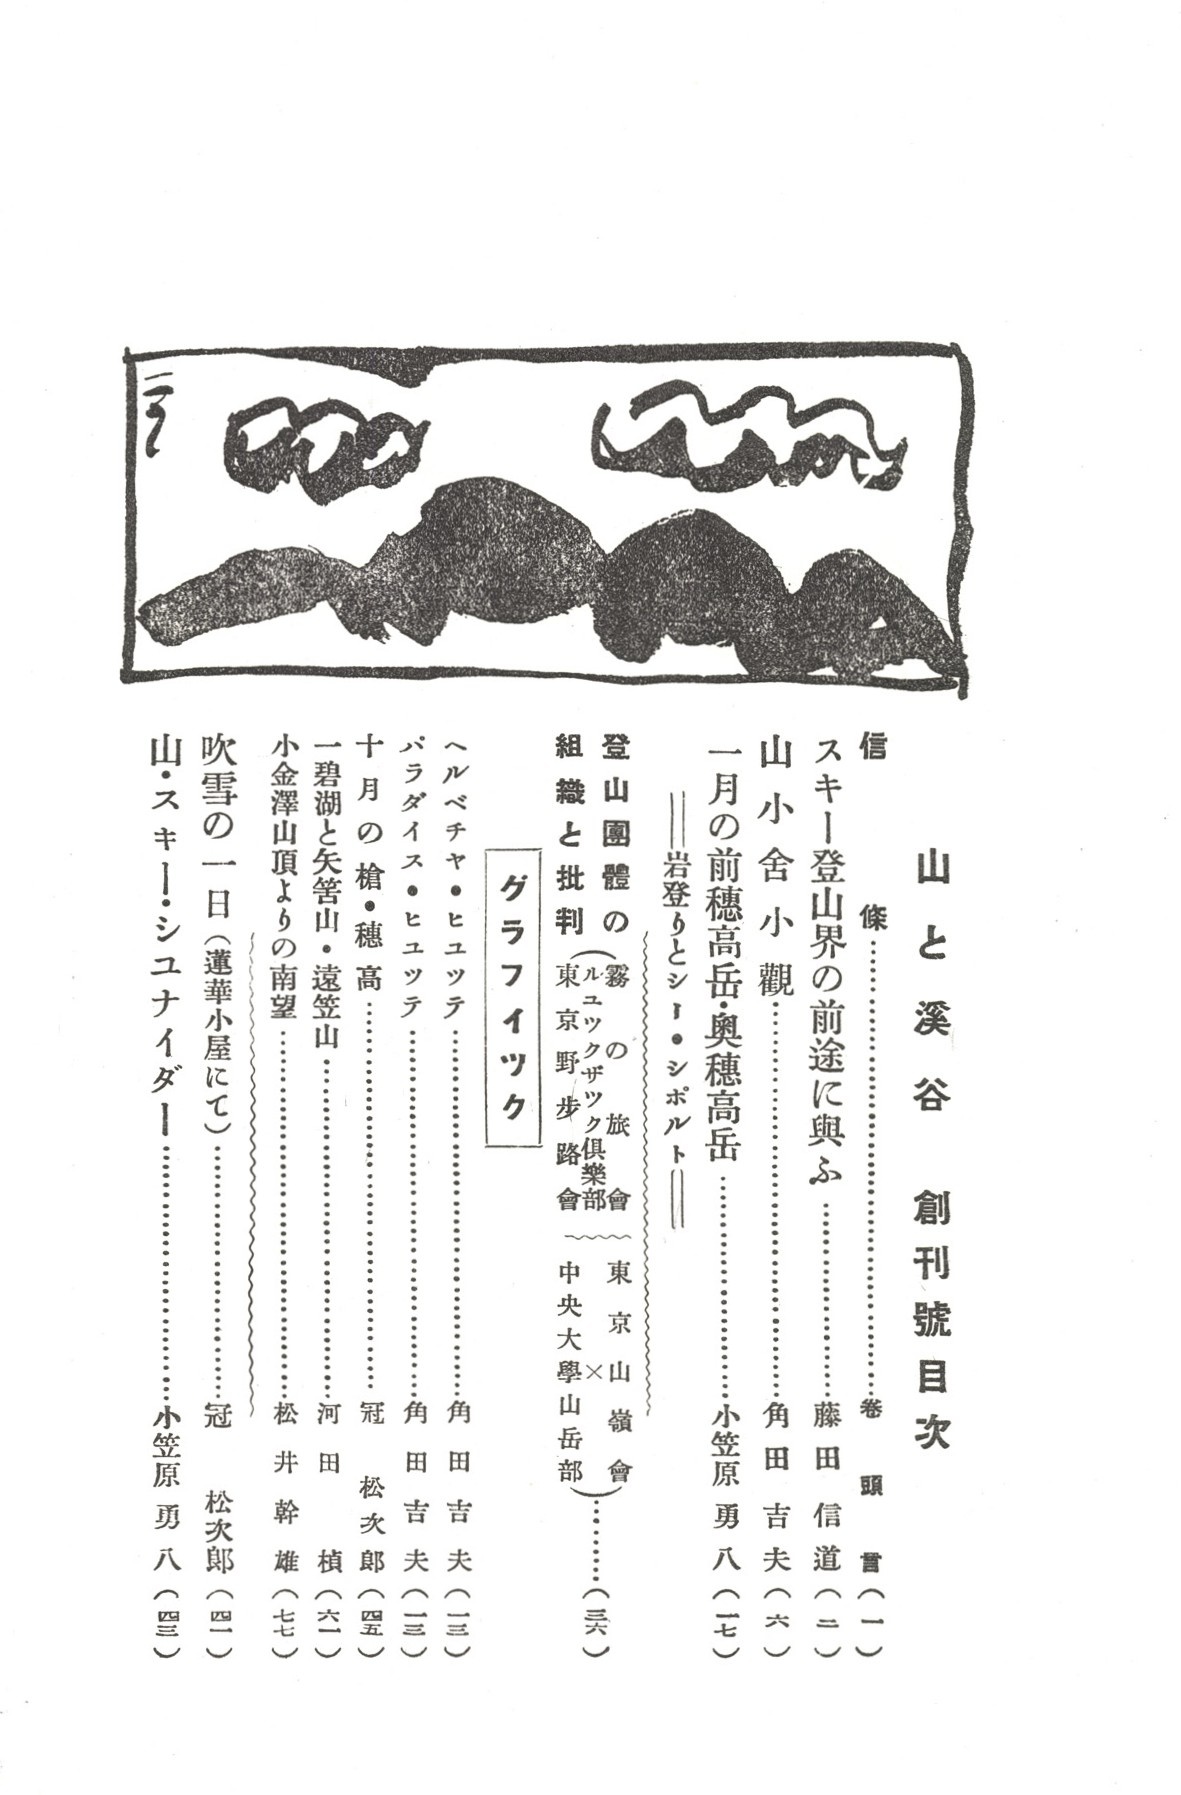 山と溪谷　創刊號目次
信條……卷頭言（一）
スキー登山界の前途に與ふ……藤田信道（二）
山小舍小觀……角田吉夫（六）
一月の前穗高岳・奧穗高岳……小笠原勇八（一七）
＝岩登りとシー・シポルト＝
登山團體の組織と批判（霧の旅會 ルユツクザツク俱樂部 東京野步路會 東京山嶺會×中央大學山岳部）……（三六）
グラフイツク
ヘルベチヤ・ヒユツテ……角田吉夫（一三）
パラダイス・ヒユツテ……角田吉夫（一三）
十月の槍・穗高……冠松次郎（四五）
一碧湖と矢筈山・遠笠山……河田楨（六一）
小金澤山頂よりの南望……松井幹雄（七七）
吹雪の一日（蓮華小屋にて）……冠松次郎（四一）
山・スキー・シユナイダー……小笠原勇八（四三）